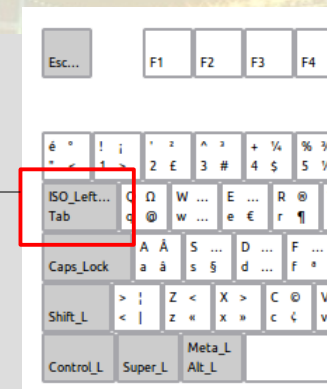 Esc... F1 F2 F3 F4
é ° ! ¡ ' ² ^ ³ + ¼ %
" < 1 > 2 £ 3 # 4 $ 5
ISO_Left... Q Ω W ... E ... R ®
Tab q @ w ... e € r ¶
A Å S ... D ... F ...
Caps_Lock a å s § d ... f ª
> ¦ Z < X > C ©
Shift_L < | z « x » c ¢
Meta_L
Control_L Super_L Alt_L